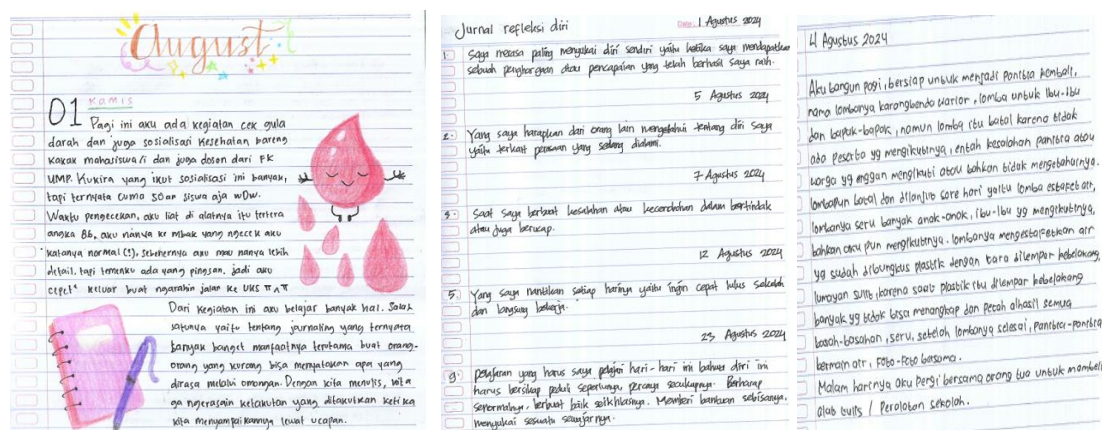 August
01 Kamis
Pagi ini aku ada kegiatan cek gula
darah dan juga sosialisasi kesehatan bareng
kakak mahasiswa/i dan juga dosen dari FK
UMP. Kukira yang ikut sosialisasi ini banyak,
tapi ternyata cuma 50an siswa aja wow.
Waktu pengecekan, aku liat di alatnya itu tertera
angka 86, aku nanya ke mbak yang ngecek aku
katanya normal (?), sebenernya aku mau nanya lebih
detail, tapi temenku ada yang pingsan, jadi aku
cepet² keluar buat ngarahin jalan ke UKS
Dari kegiatan ini aku belajar banyak hal. Salah
satunya yaitu tentang journaling yang ternyata
banyak banget manfaatnya terutama buat orang-
orang yang kurang bisa menyatakan apa yang
dirasa melalui omongan. Dengan kita menulis, kita
ga ngerasain ketakutan yang ditakutkan ketika
kita menyampaikannya lewat ucapan.
Jurnal refleksi diri
Date. 1 Agustus 2024
1. Saya merasa paling menyukai diri sendiri yaitu ketika saya mendapatkan
sebuah penghargaan atau pencapaian yang telah berhasil saya raih.
5 Agustus 2024
2. Yang saya harapkan dari orang lain mengetahui tentang diri saya
yaitu terkait perasaan yang sedang dialami.
7 Agustus 2024
3. Saat saya berbuat kesalahan atau kecerobohan dalam bertindak
atau juga berucap.
12 Agustus 2024
5. Yang saya nantikan setiap harinya yaitu ingin cepat lulus sekolah
dan langsung bekerja.
23 Agustus 2024
9. pelajaran yang harus saya pelajari hari-hari ini bahwa diri ini
harus bersikap peduli seperlunya, percaya secukupnya. Berharap
sepantasnya, berbuat baik seikhlasnya. Memberi bantuan sebisanya,
menyukai sesuatu sewajarnya.
4 Agustus 2024
Aku bangun pagi, bersiap untuk menjadi panitia kembali,
nama lombanya karangbendo warior, lomba untuk Ibu-Ibu
dan bapak-bapak, namun lomba itu batal karena tidak
ada peserta yg mengikutinya, entah kesalahan panitia atau
warga yg enggan mengikuti atau bahkan tidak mengetahuinya.
lombapun batal dan dilanjut sore hari yaitu lomba estafet air,
lombanya seru banyak anak-anak, ibu-Ibu yg mengikutinya,
bahkan aku pun mengikutinya. lombanya mengestafetkan air
yg sudah dibungkus plastik dengan cara dilempar kebelakang,
lumayan sulit, karena saat plastik itu dilempar kebelakang
banyak yg tidak bisa menangkap dan pecah alhasil semua
basah-basahan, seru, setelah lombanya selesai, panitia-panitia
bermain air, Foto-Foto bersama.
Malam harinya aku pergi bersama orang tua untuk membeli
alat tulis / Peralatan sekolah.